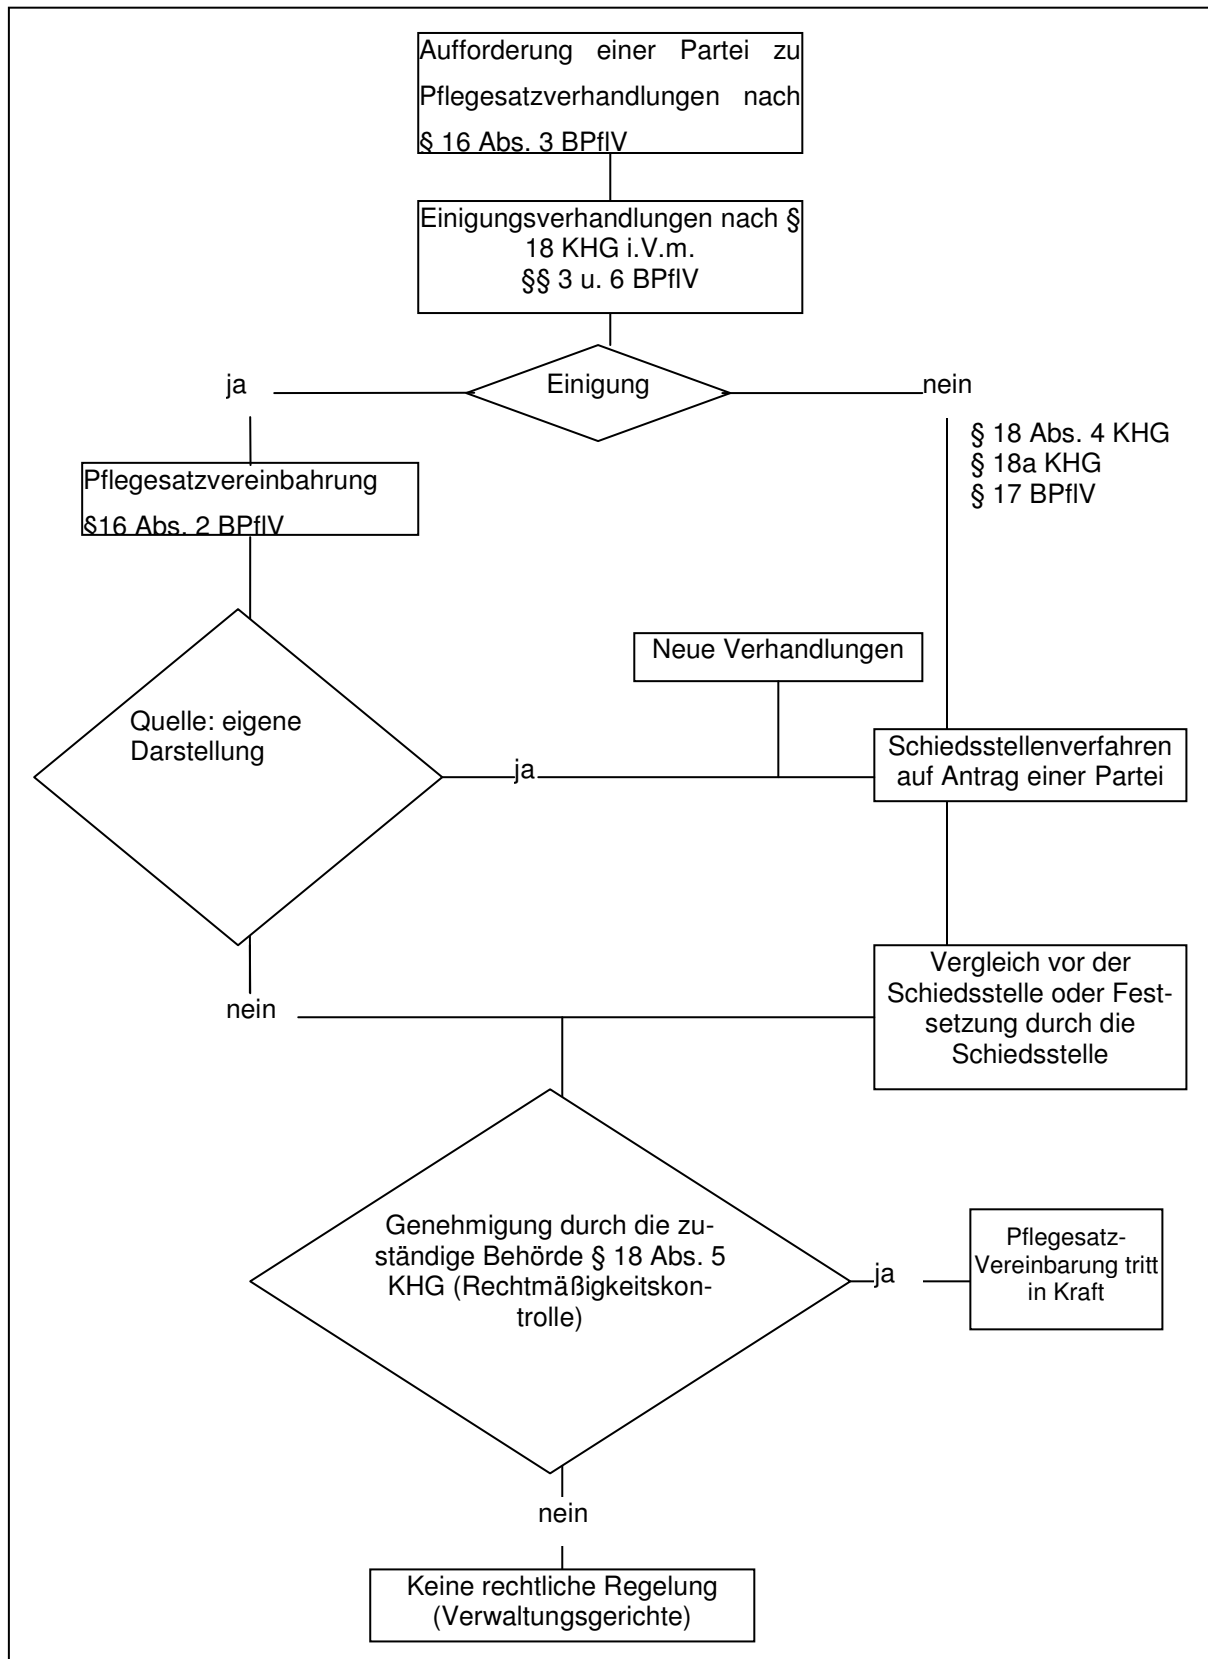 Aufforderung einer Partei zu
Pflegesatzverhandlungen nach
§ 16 Abs. 3 BPflV
Einigungsverhandlungen nach §
18 KHG i.V.m.
§§ 3 u. 6 BPflV
ja
Einigung
nein
§ 18 Abs. 4 KHG
§ 18a KHG
§ 17 BPflV
Pflegesatzvereinbahrung
§16 Abs. 2 BPflV
Neue Verhandlungen
Quelle: eigene
Darstellung
ja
Schiedsstellenverfahren
auf Antrag einer Partei
nein
Vergleich vor der
Schiedsstelle oder Fest-
setzung durch die
Schiedsstelle
Genehmigung durch die zu-
ständige Behörde § 18 Abs. 5
KHG (Rechtmäßigkeitskon-
trolle)
ja
Pflegesatz-
Vereinbarung tritt
in Kraft
nein
Keine rechtliche Regelung
(Verwaltungsgerichte)